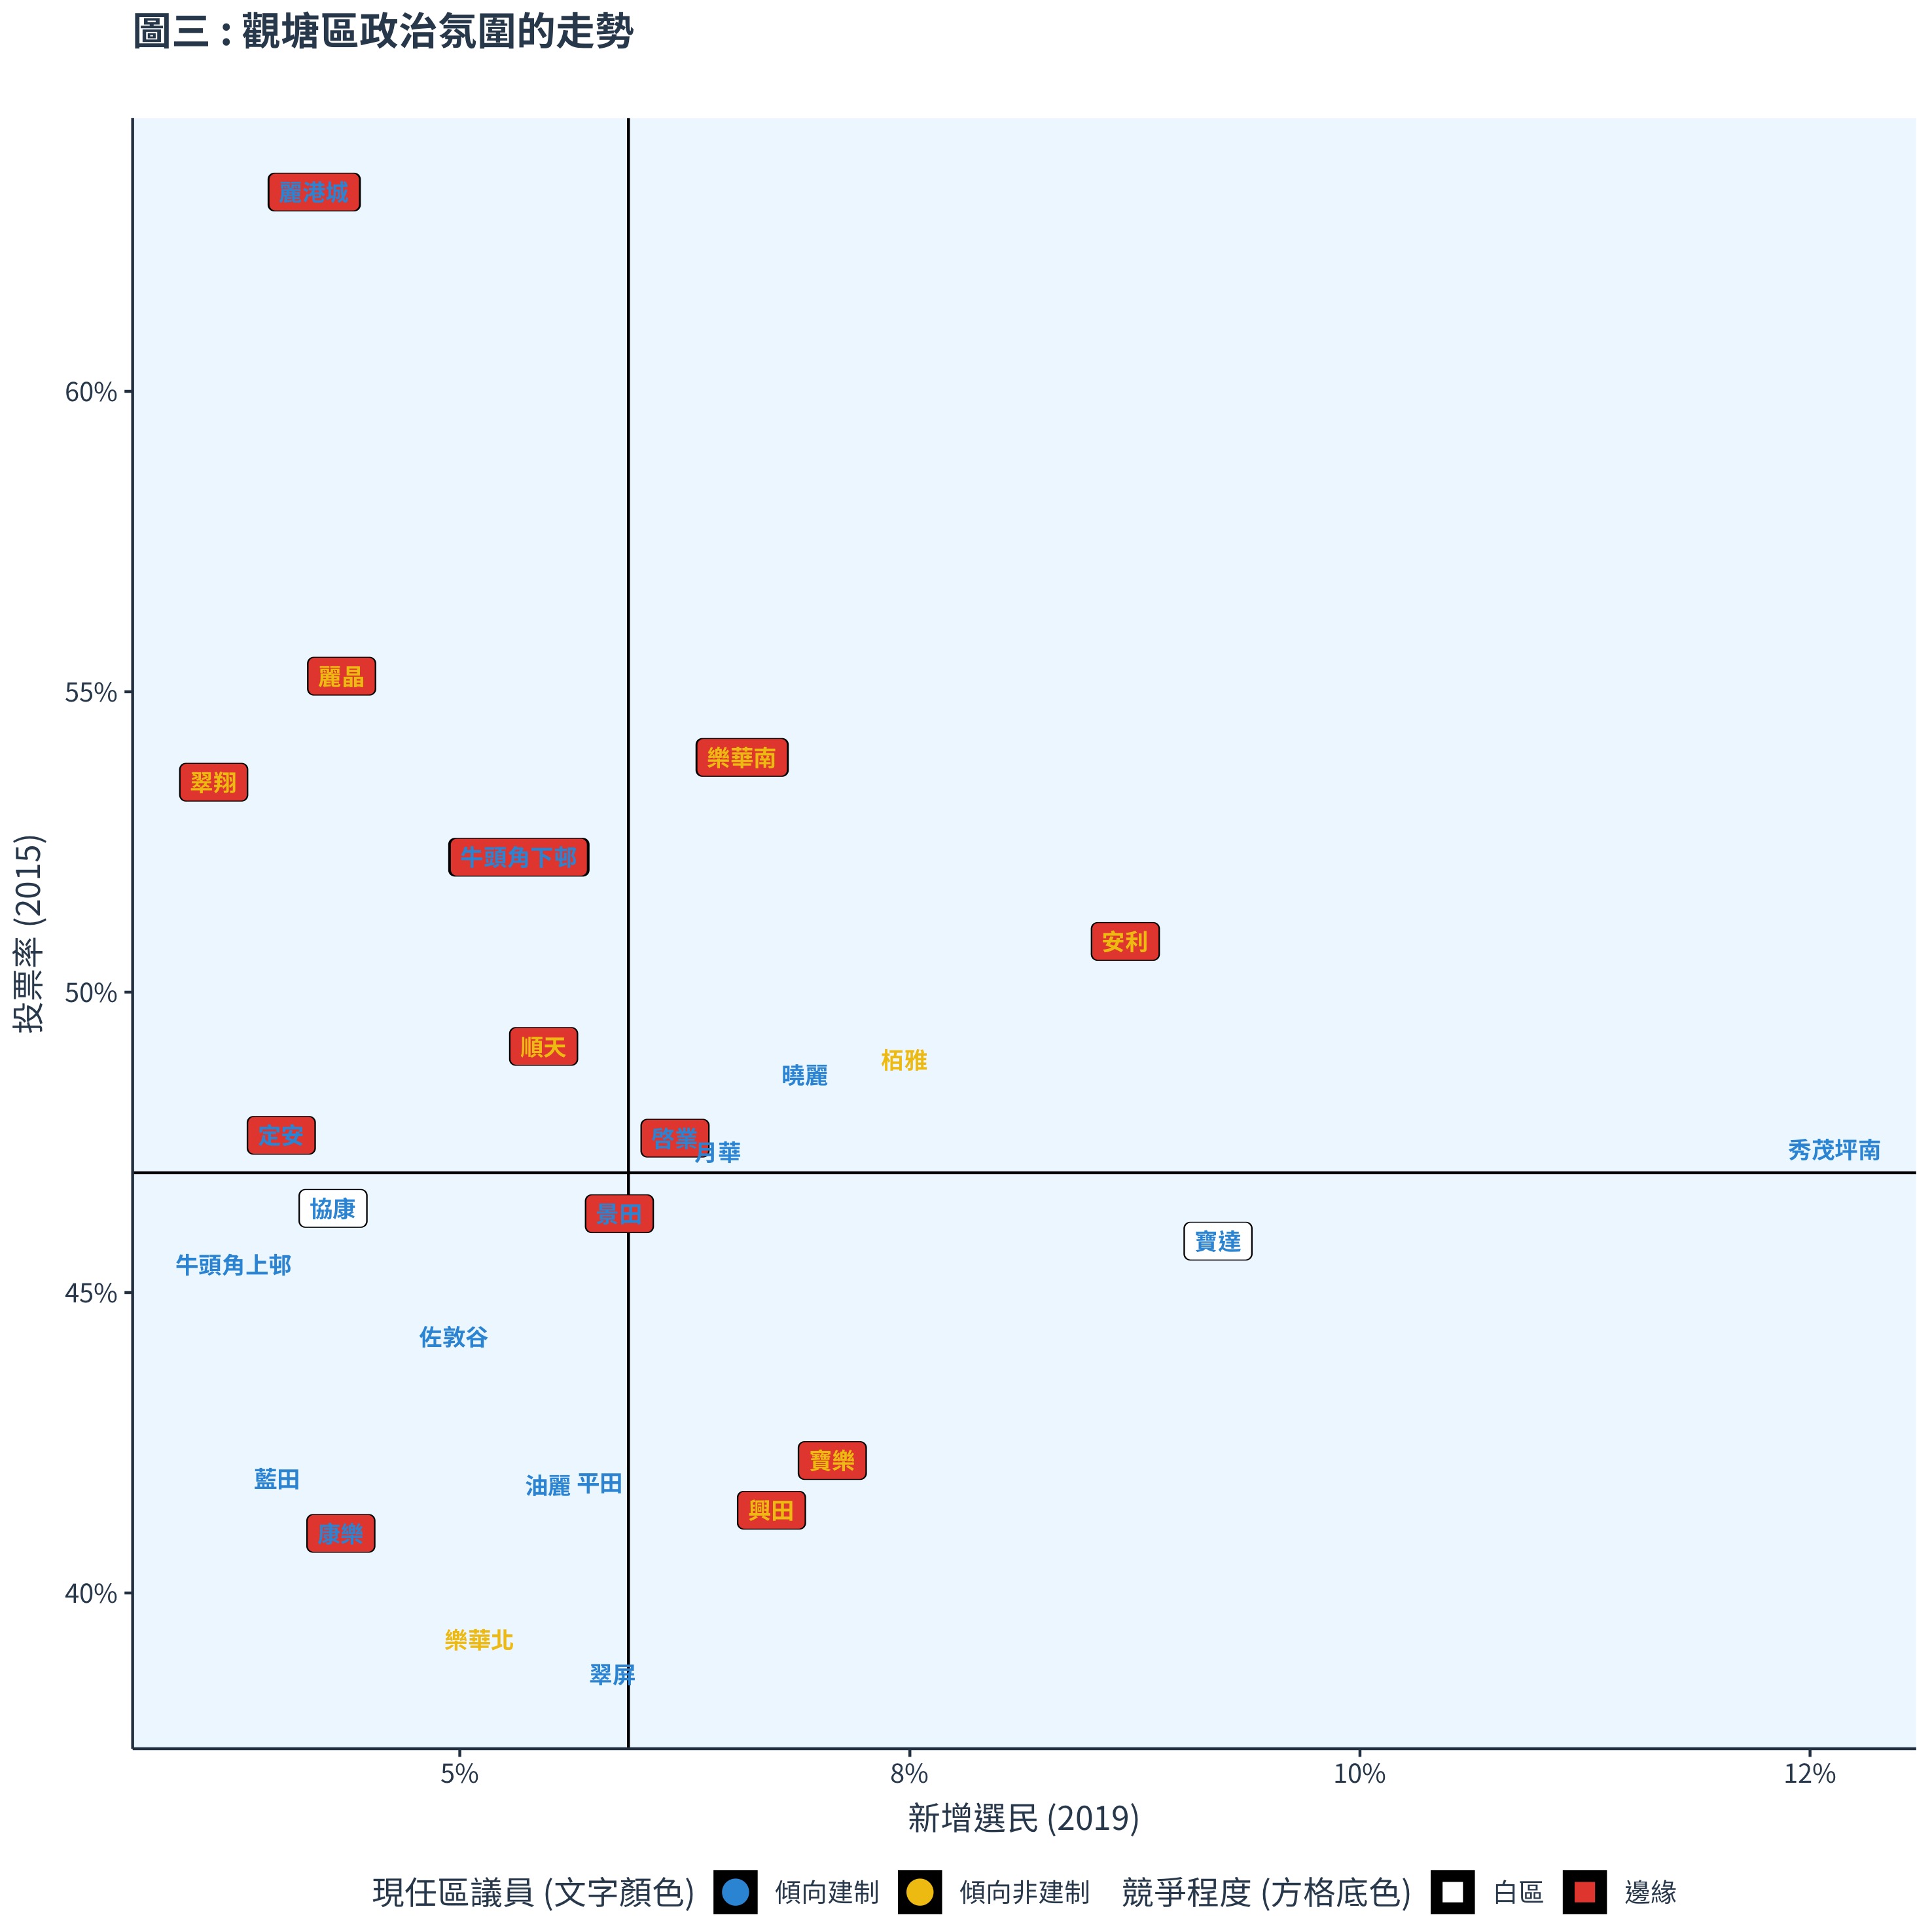 圖三 : 觀塘區政治氛圍的走勢
麗港城
60%
麗晶
55%
樂華南
翠翔
牛頭角下邨
安利
50%
順天
栢雅
曉麗
定安
啓業
月華
秀茂坪南
投票率 (2015)
協康
景田
寶達
牛頭角上邨
45%
佐敦谷
寶樂
藍田
油麗
平田
興田
康樂
40%
樂華北
翠屏
5%
8%
10%
12%
新增選民 (2019)
現任區議員 (文字顏色) 傾向建制 傾向非建制 競爭程度 (方格底色) 白區 邊緣